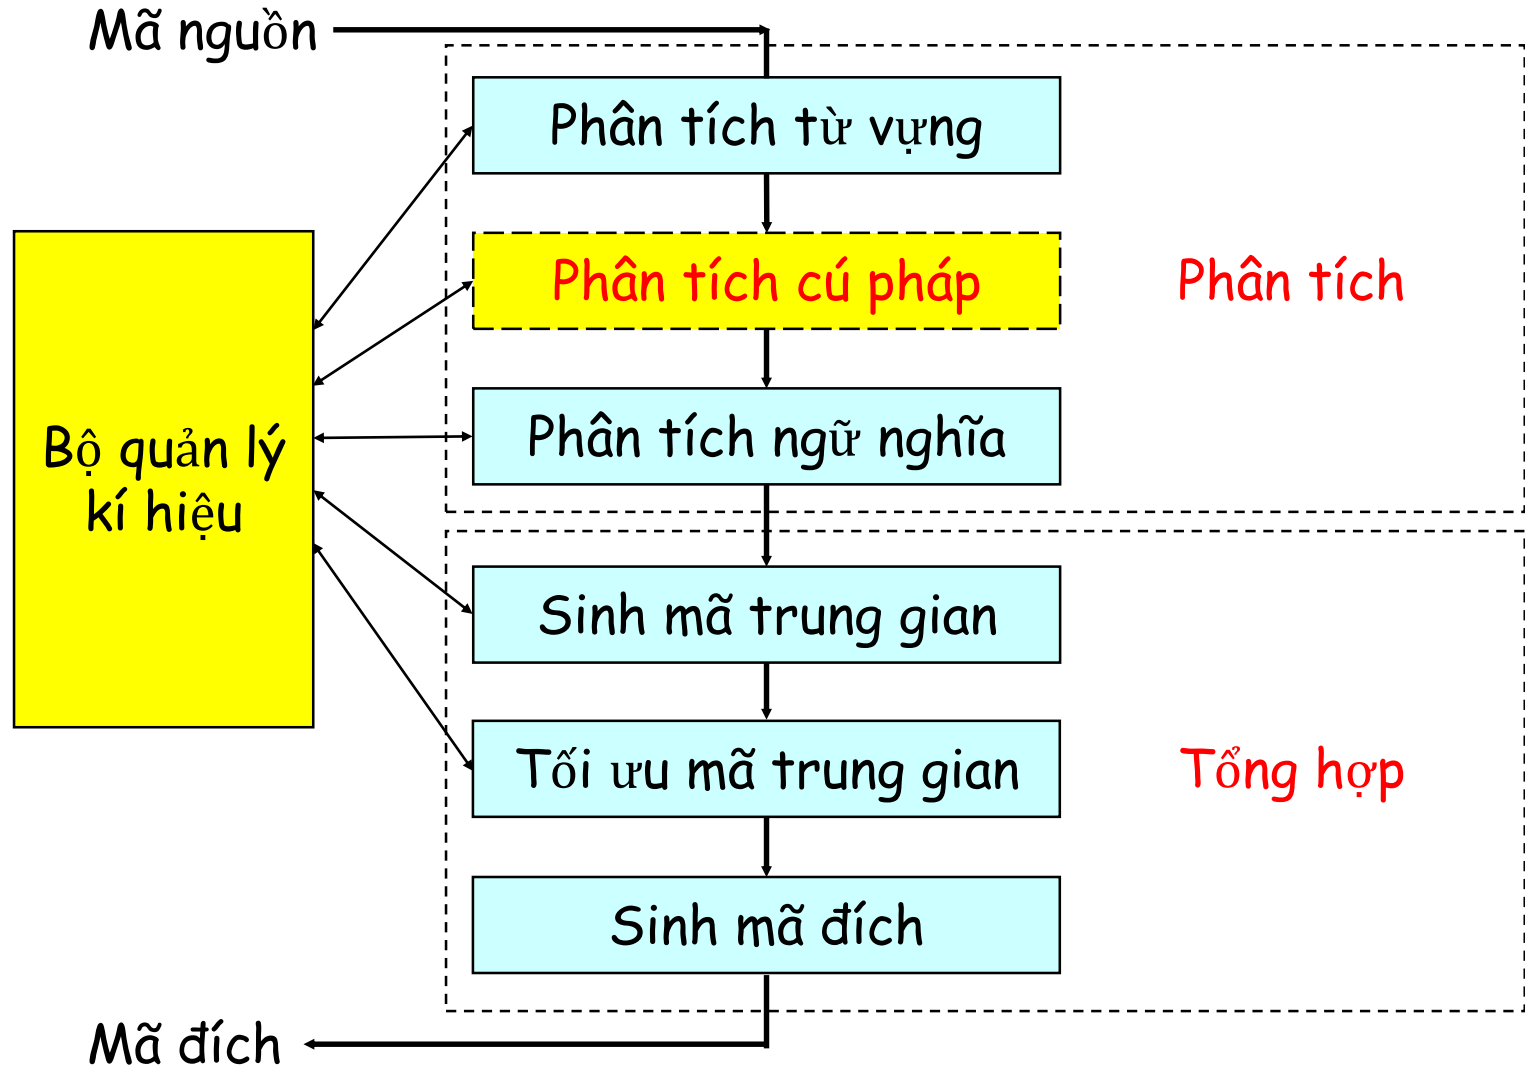 Mã nguồn
Phân tích từ vựng
Phân tích cú pháp
Phân tích
Phân tích ngữ nghĩa
Bộ quản lý
kí hiệu
Sinh mã trung gian
Tối ưu mã trung gian
Tổng hợp
Sinh mã đích
Mã đích